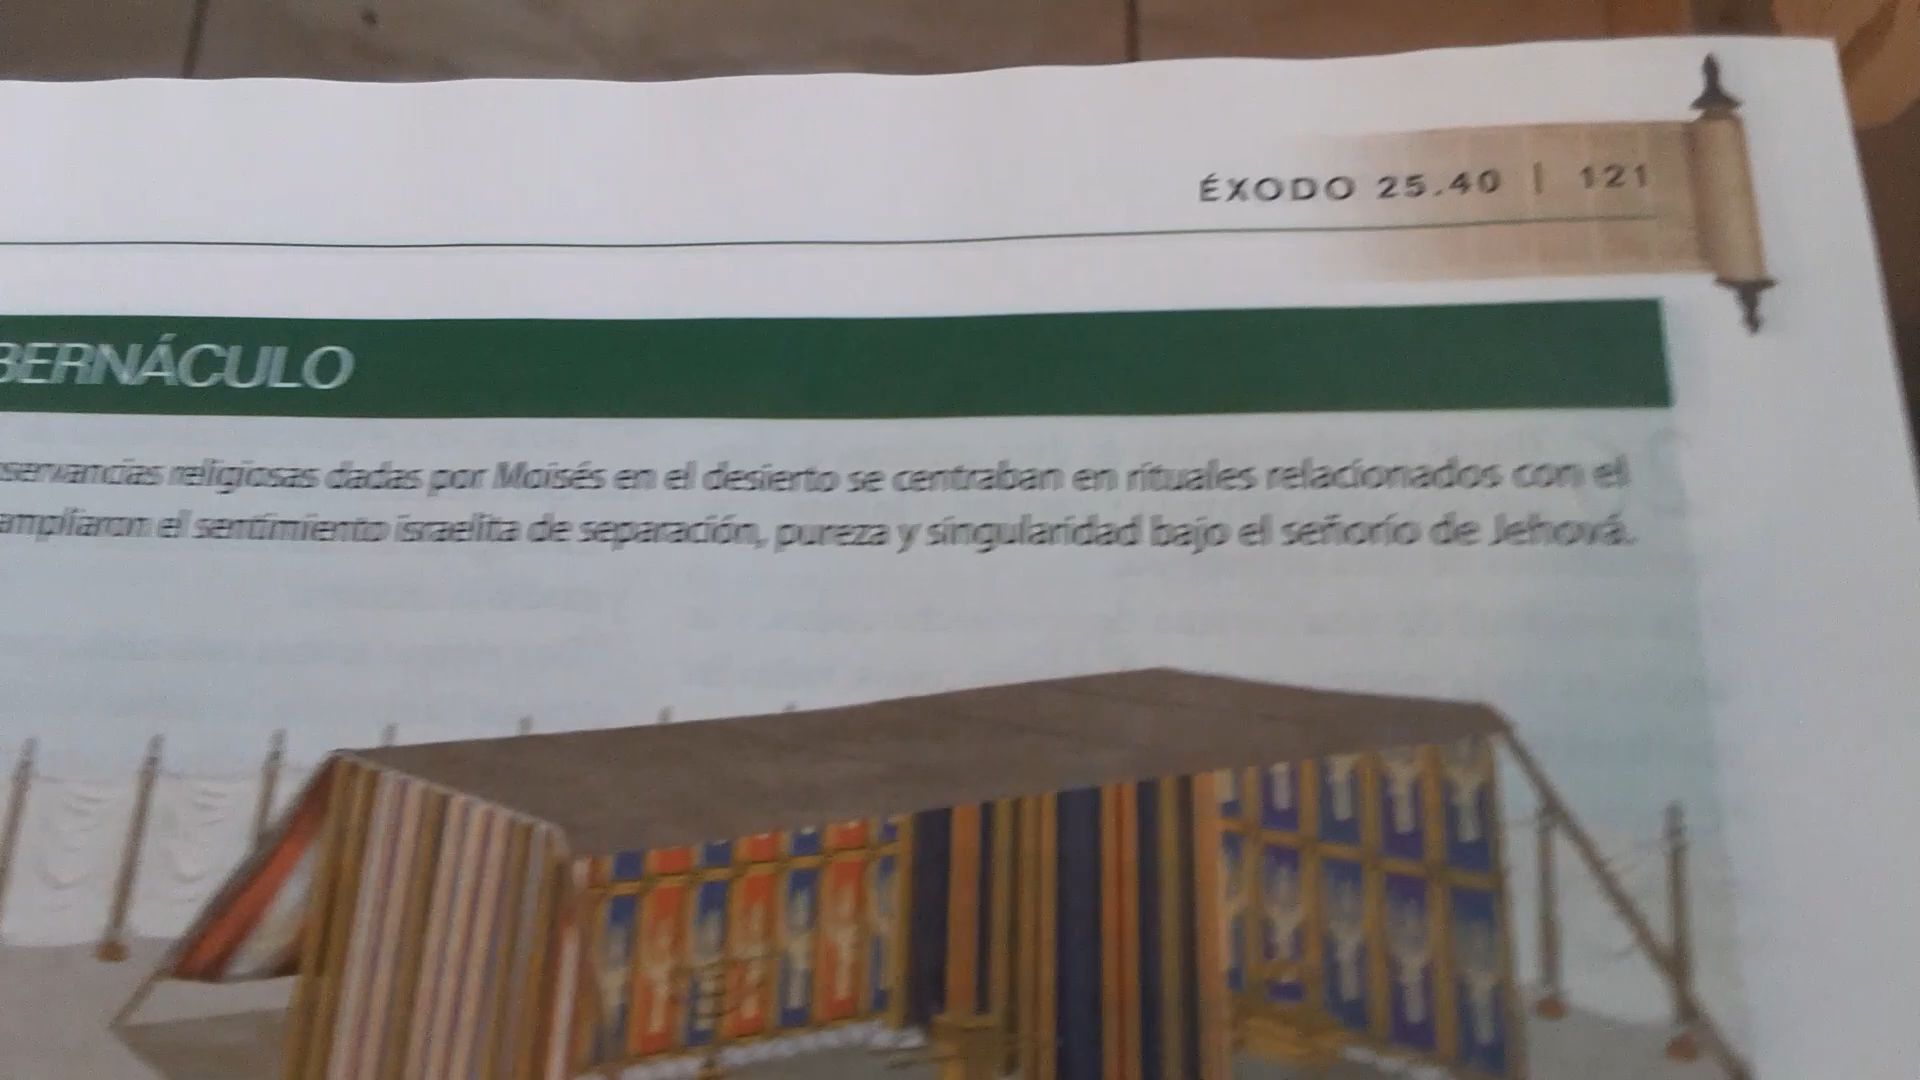 ÉXODO 25.40 | 121
BERNÁCULO
servancias religiosas dadas por Moisés en el desierto se centraban en rituales relacionados con el
ampliaron el sentimiento israelita de separación, pureza y singularidad bajo el señorío de Jehová.